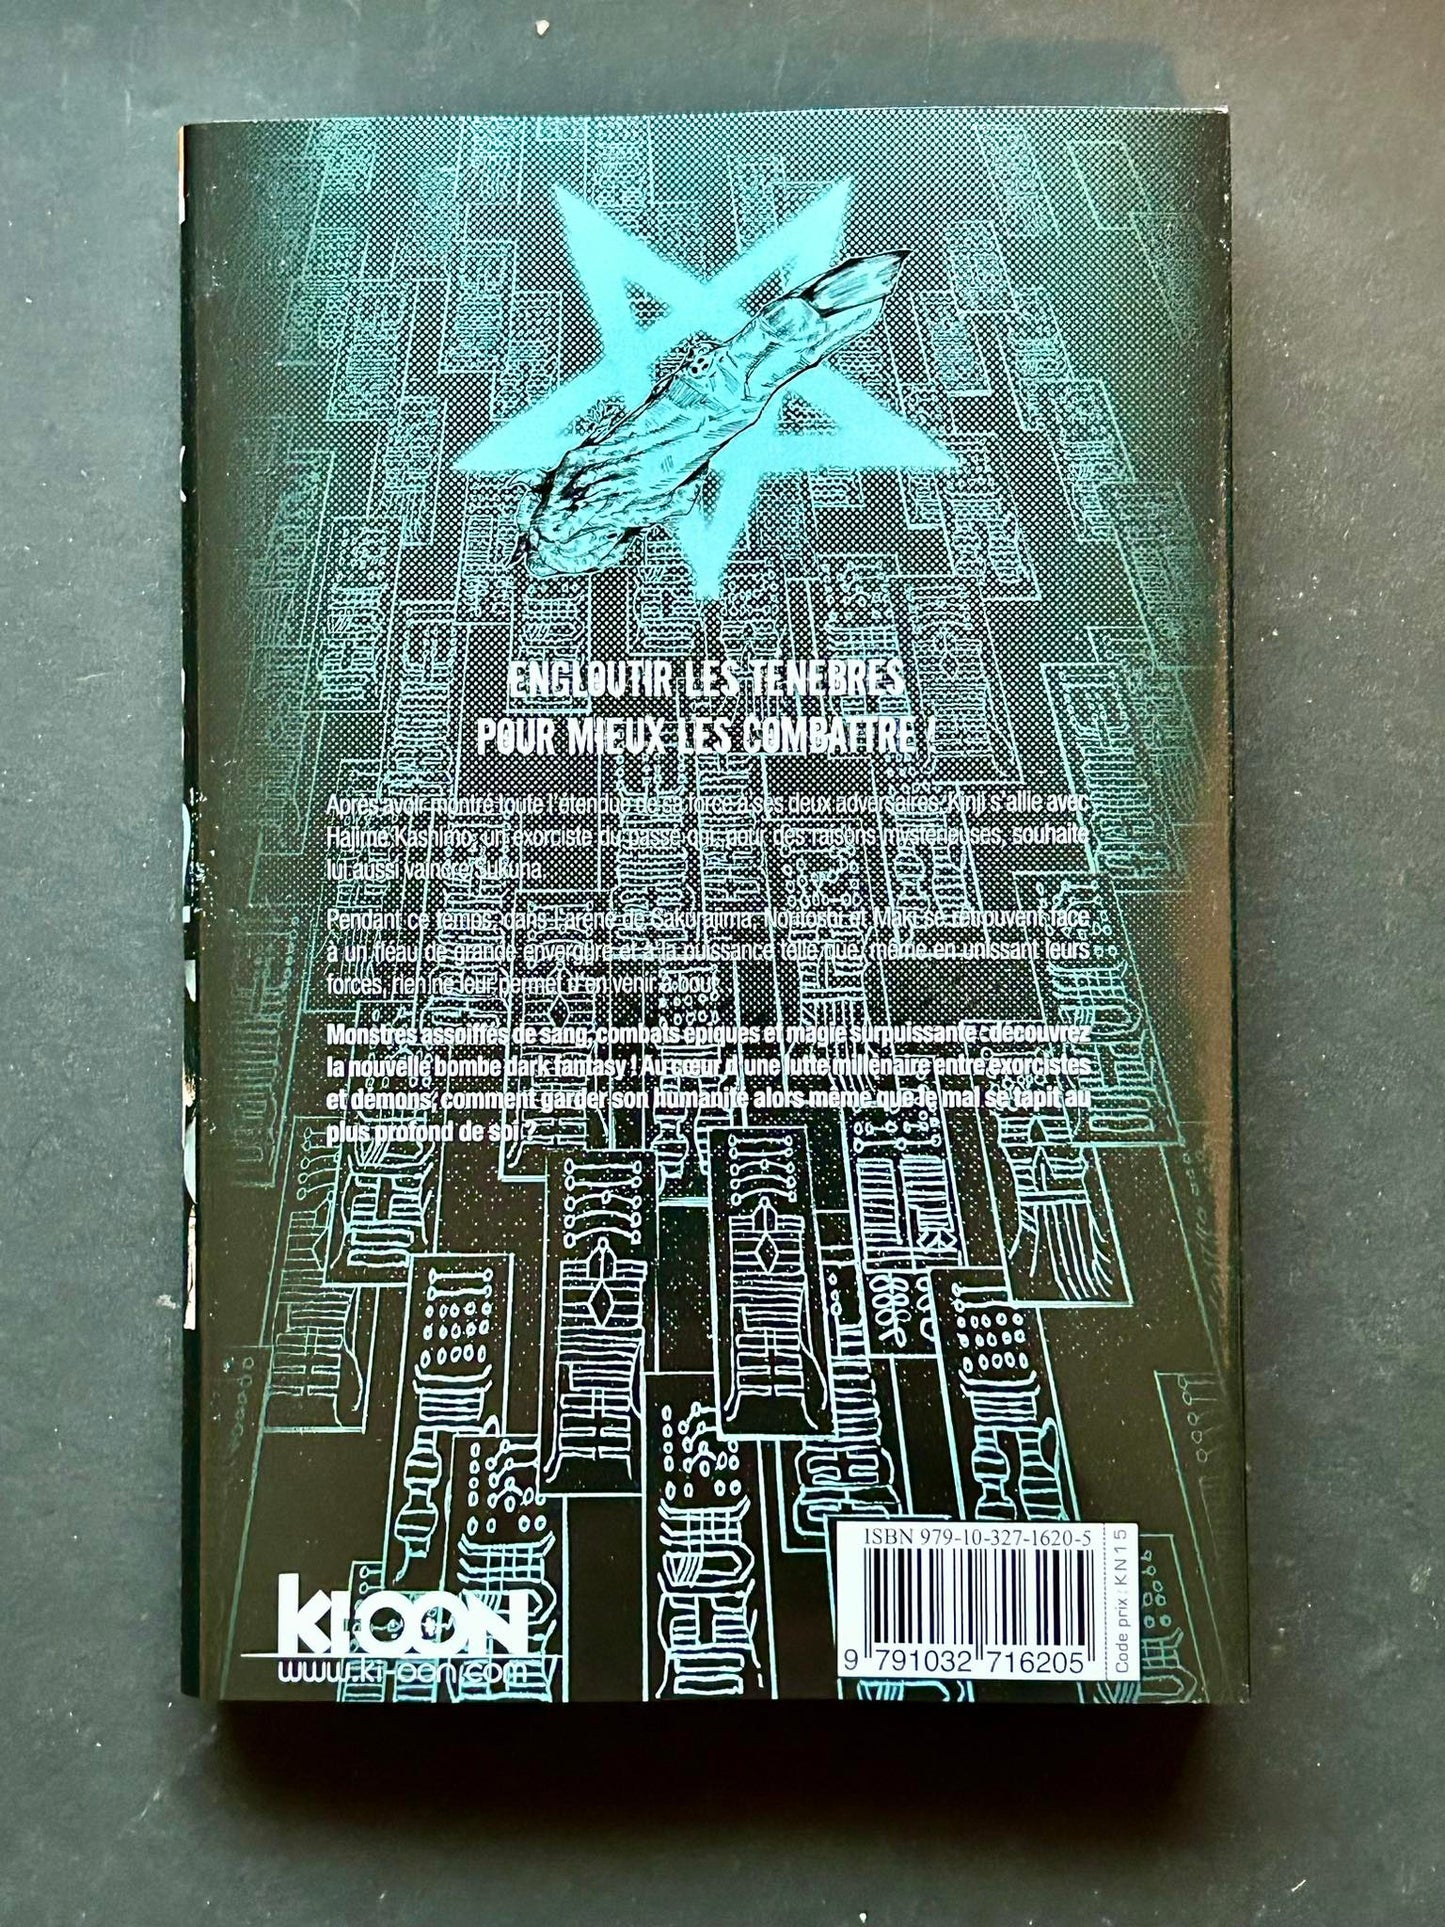 ENGLOUTIR LES TENEBRES
POUR MIEUX LES COMBATTRE !
Après avoir montré toute l'étendue de sa force à ses deux adversaires, Kinji s'allie avec
Hajime Kashimo, un exorciste du passé qui, pour des raisons mystérieuses, souhaite
lui aussi vaincre Sukuna.
Pendant ce temps, dans l'arène de Sakurajima, Noritoshi et Maki se retrouvent face
à un fléau de grande envergure et à la puissance telle que, même en unissant leurs
forces, rien ne leur permet d'en venir à bout
Monstres assoiffés de sang, combats épiques et magie surpuissante : découvrez
la nouvelle bombe dark fantasy ! Au cœur d'une lutte millénaire entre exorcistes
et démons, comment garder son humanité alors même que le mal se tapit au
plus profond de soi ?
ISBN 979-10-327-1620-5
9 791032 716205
Code prix : KN15
KI-OON
www.ki-oon.com